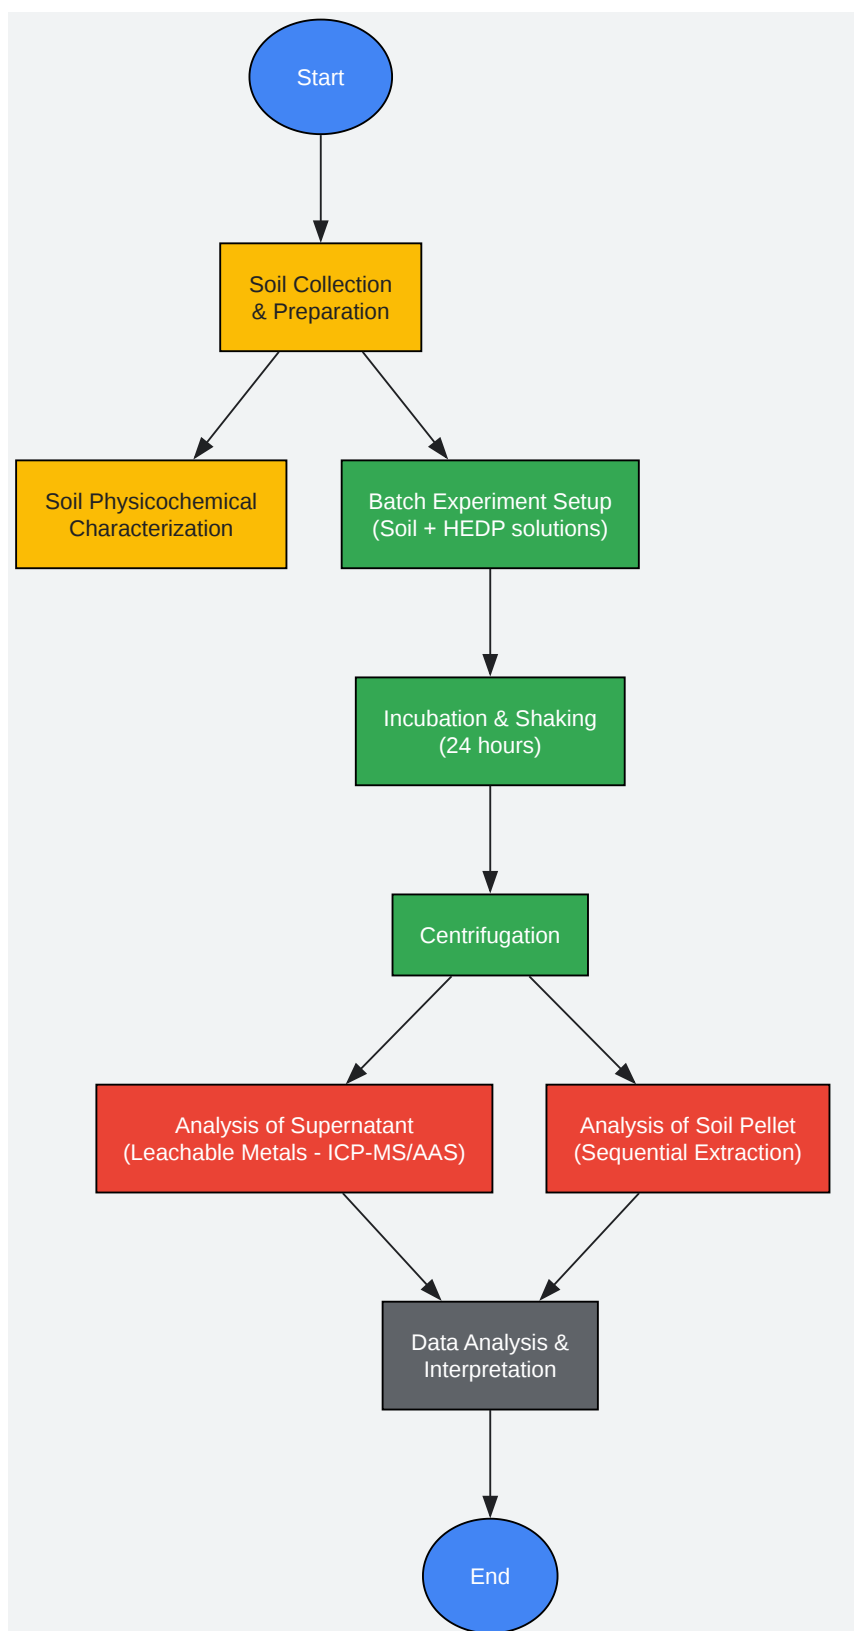 Start
Soil Collection
& Preparation
Soil Physicochemical
Characterization
Batch Experiment Setup
(Soil + HEDP solutions)
Incubation & Shaking
(24 hours)
Centrifugation
Analysis of Supernatant
(Leachable Metals - ICP-MS/AAS)
Analysis of Soil Pellet
(Sequential Extraction)
Data Analysis &
Interpretation
End